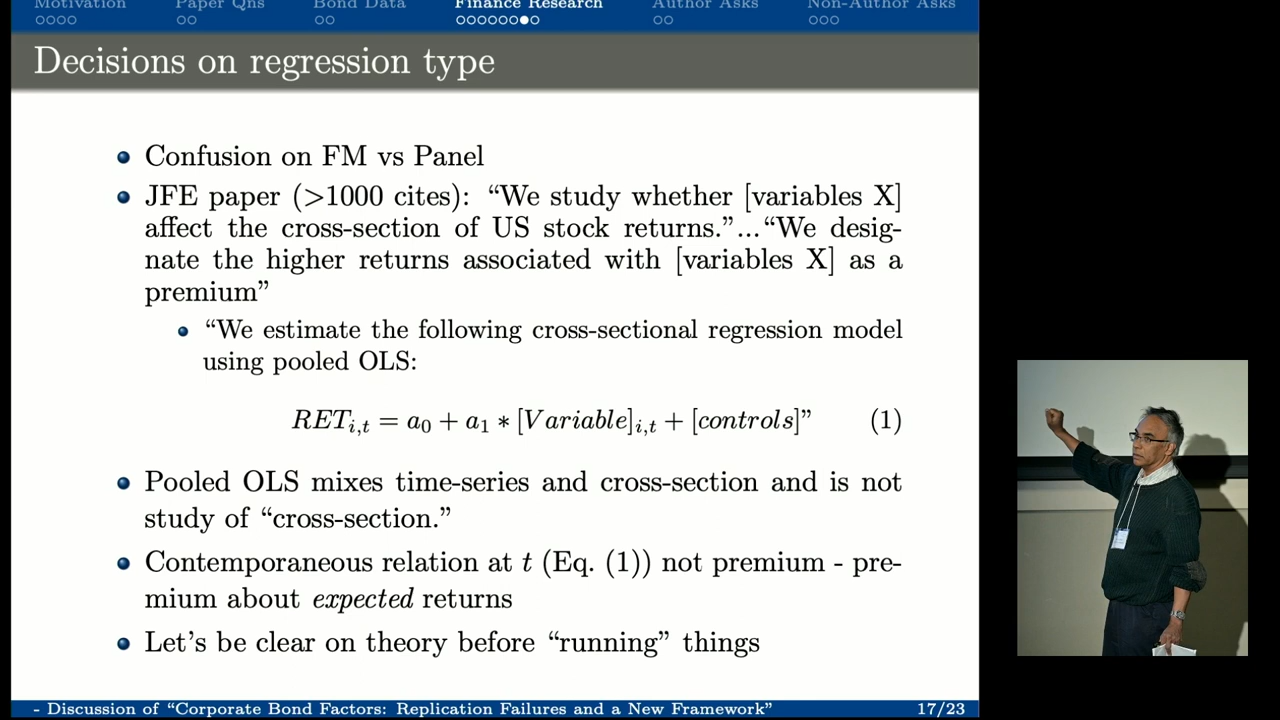 Motivation Paper Qns Bond Data Finance Research Author Asks Non-Author Asks
Decisions on regression type
Confusion on FM vs Panel
JFE paper (>1000 cites): “We study whether [variables X]
affect the cross-section of US stock returns.”...“We desig-
nate the higher returns associated with [variables X] as a
premium”
“We estimate the following cross-sectional regression model
using pooled OLS:
RET_{i,t} = a_0 + a_1 * [Variable]_{i,t} + [controls]” (1)
Pooled OLS mixes time-series and cross-section and is not
study of “cross-section.”
Contemporaneous relation at t (Eq. (1)) not premium - pre-
mium about expected returns
Let’s be clear on theory before “running” things
- Discussion of “Corporate Bond Factors: Replication Failures and a New Framework” 17/23